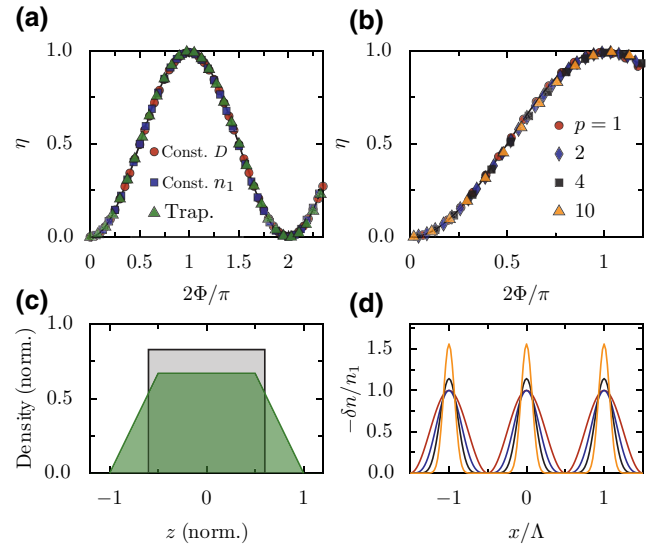 (a)
1.0
0.5
0.0
η
Const. D
Const. n₁
Trap.
0
0.5
1
1.5
2
2Φ/π
(b)
1.0
0.5
0.0
η
p = 1
2
4
10
0
0.5
1
2Φ/π
(c)
1.0
0.5
0.0
Density (norm.)
−1
0
1
z (norm.)
(d)
1.5
1.0
0.5
0.0
−δn/n₁
−1
0
1
x/Λ